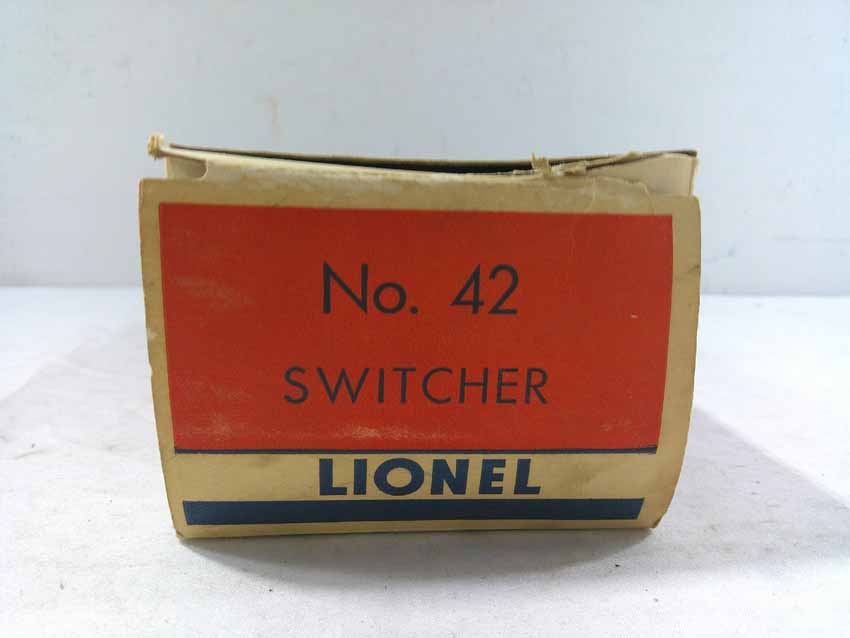 No. 42
SWITCHER
LIONEL